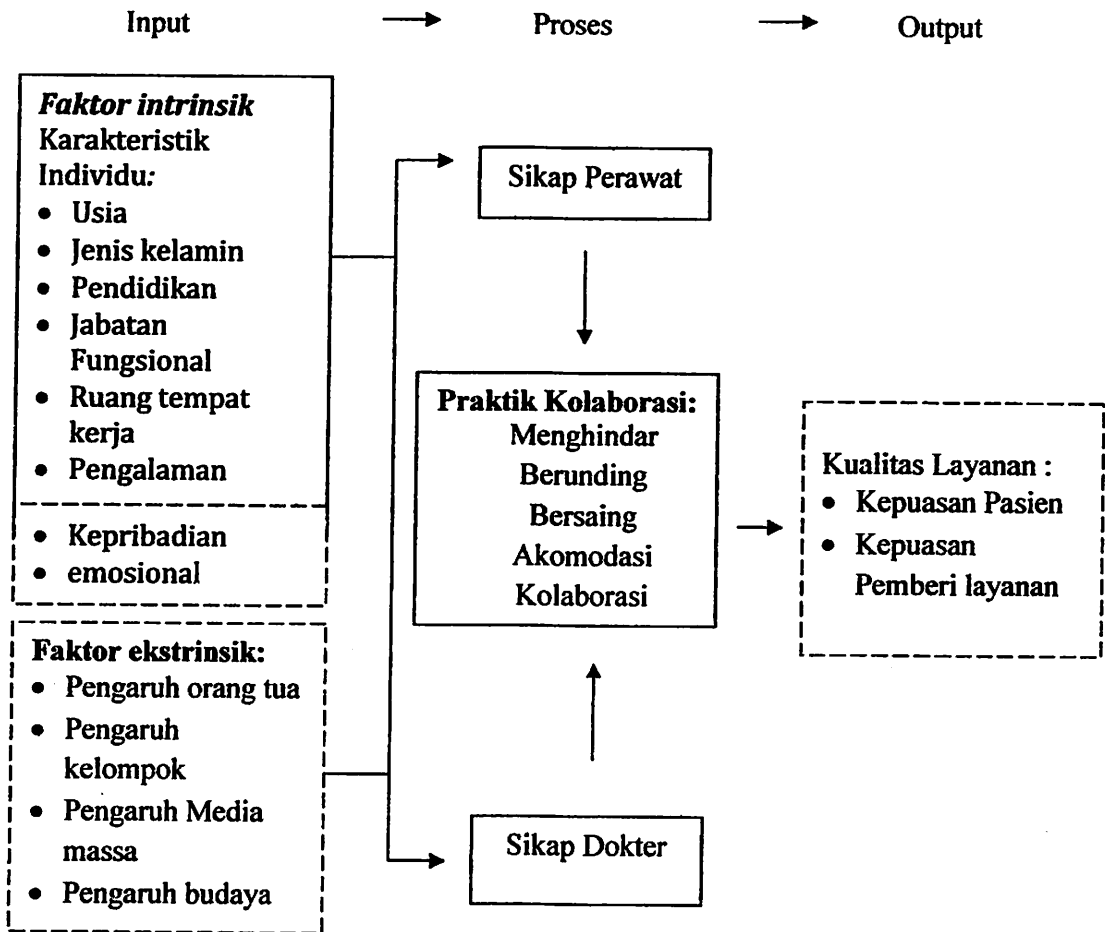 Input
Proses
Output
Faktor intrinsik
Karakteristik
Individu:
• Usia
• Jenis kelamin
• Pendidikan
• Jabatan
Fungsional
• Ruang tempat
kerja
• Pengalaman
• Kepribadian
• emosional
Faktor ekstrinsik:
• Pengaruh orang tua
• Pengaruh
kelompok
• Pengaruh Media
massa
• Pengaruh budaya
Sikap Perawat
Praktik Kolaborasi:
Menghindar
Berunding
Bersaing
Akomodasi
Kolaborasi
Sikap Dokter
Kualitas Layanan :
• Kepuasan Pasien
• Kepuasan
Pemberi layanan